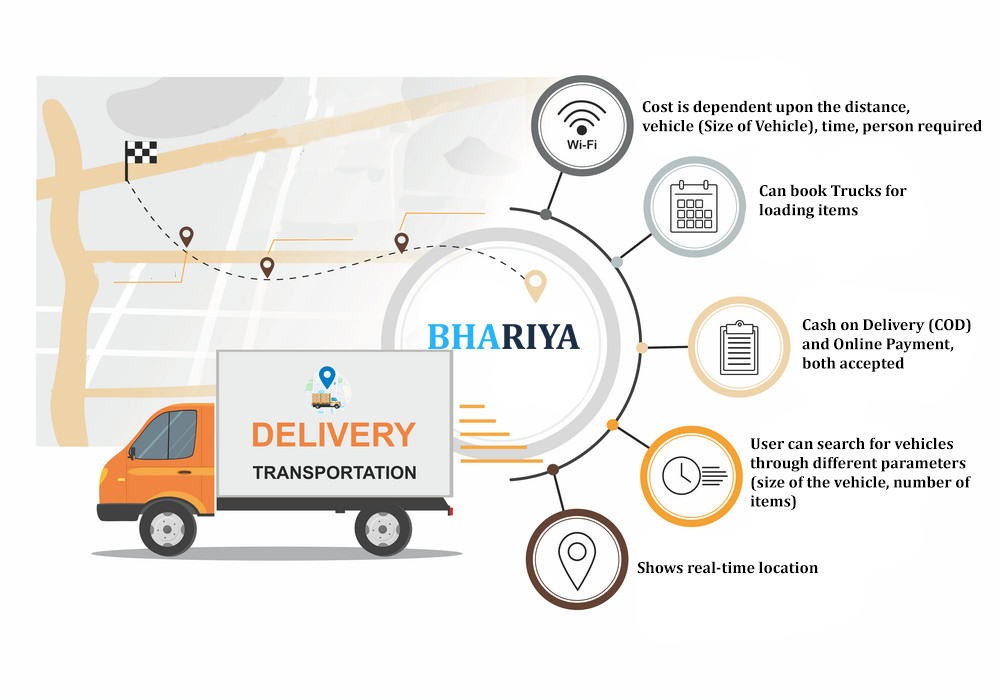 Wi-Fi
Cost is dependent upon the distance,
vehicle (Size of Vehicle), time, person required
Can book Trucks for
loading items
BHARIYA
Cash on Delivery (COD)
and Online Payment,
both accepted
DELIVERY
TRANSPORTATION
User can search for vehicles
through different parameters
(size of the vehicle, number of
items)
Shows real-time location